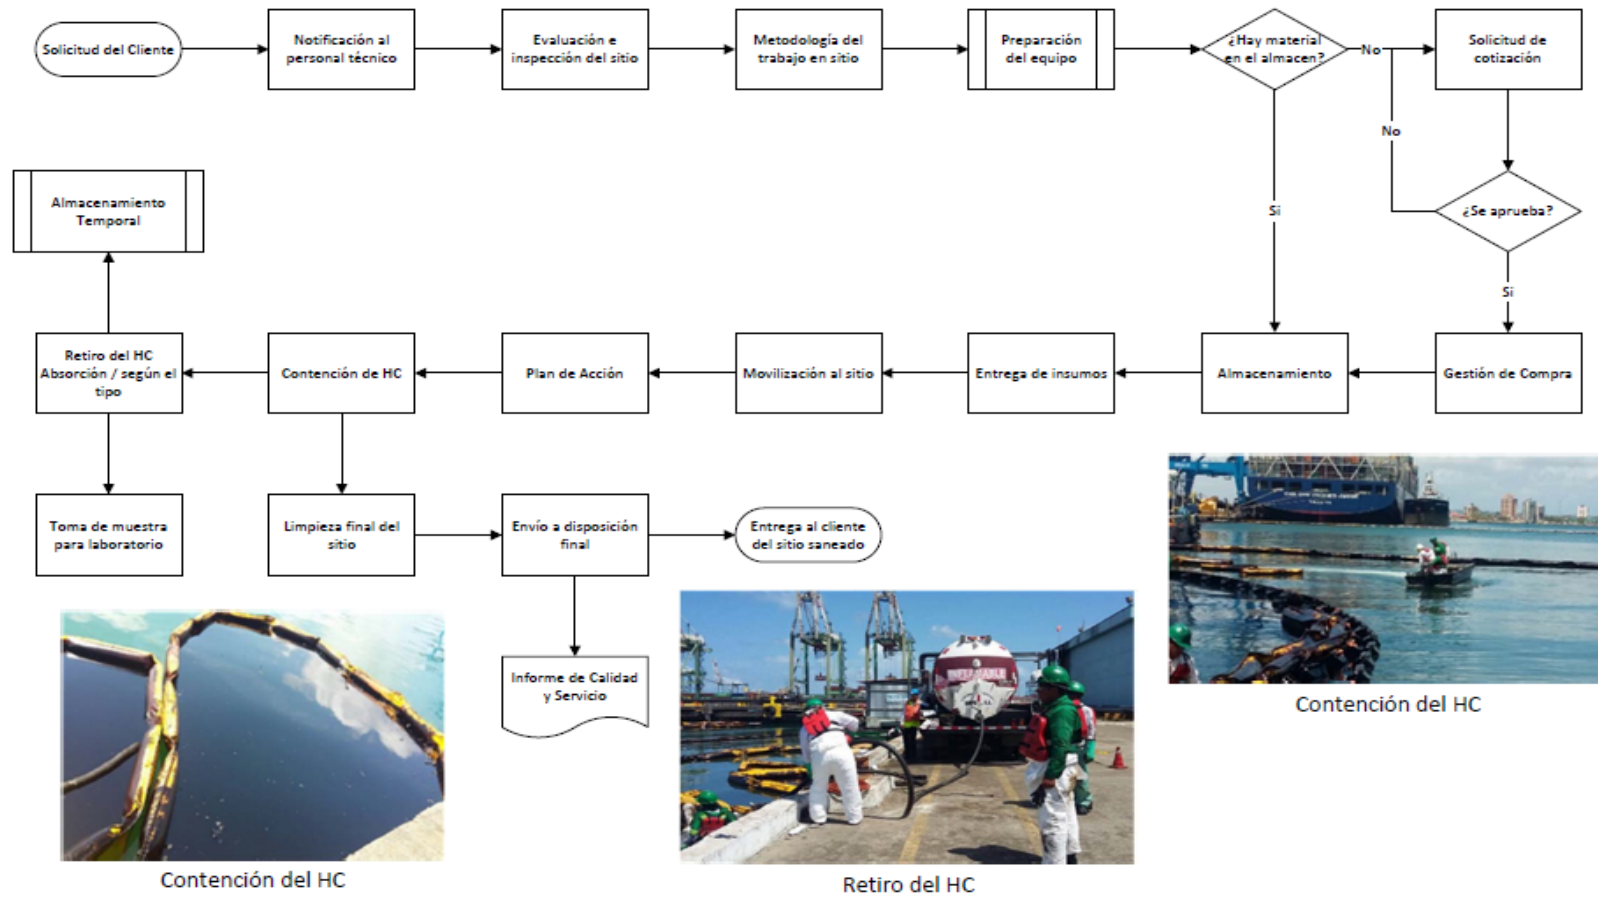 Solicitud del Cliente
Notificación al
personal técnico
Evaluación e
inspección del sitio
Metodología del
trabajo en sitio
Preparación
del equipo
¿Hay material
en el almacen?
No
Solicitud de
cotización
No
¿Se aprueba?
Si
Si
Almacenamiento
Temporal
Retiro del HC
Absorción / según el
tipo
Contención de HC
Plan de Acción
Movilización al sitio
Entrega de insumos
Almacenamiento
Gestión de Compra
Toma de muestra
para laboratorio
Limpieza final del
sitio
Envío a disposición
final
Entrega al cliente
del sitio saneado
Informe de Calidad
y Servicio
Contención del HC
Retiro del HC
Contención del HC